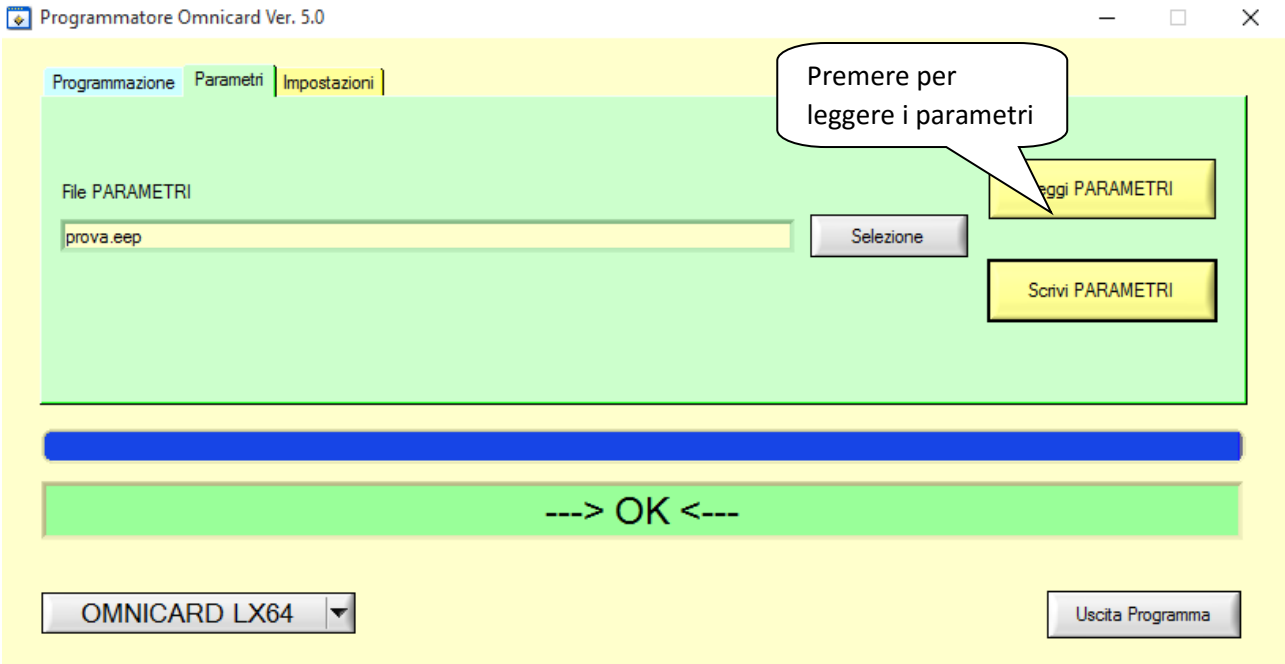 Programmatore Omnicard Ver. 5.0
Programmazione Parametri Impostazioni
Premere per
leggere i parametri
eggi PARAMETRI
File PARAMETRI
prova.eep
Selezione
Scrivi PARAMETRI
---> OK <---
OMNICARD LX64
Uscita Programma